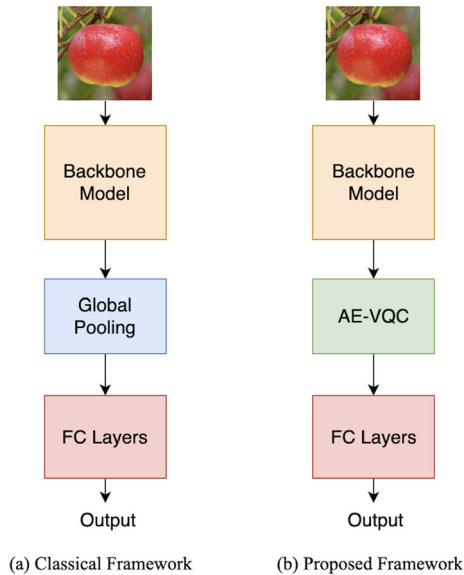 Backbone
Model
Global
Pooling
FC Layers
Output
(a) Classical Framework
Backbone
Model
AE-VQC
FC Layers
Output
(b) Proposed Framework